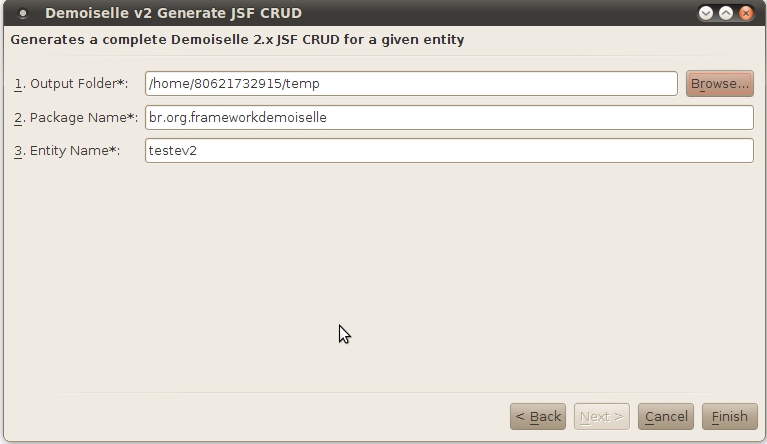 Demoiselle v2 Generate JSF CRUD
Generates a complete Demoiselle 2.x JSF CRUD for a given entity
1. Output Folder*: /home/80621732915/temp Browse...
2. Package Name*: br.org.frameworkdemoiselle
3. Entity Name*: testev2
< Back Next > Cancel Finish